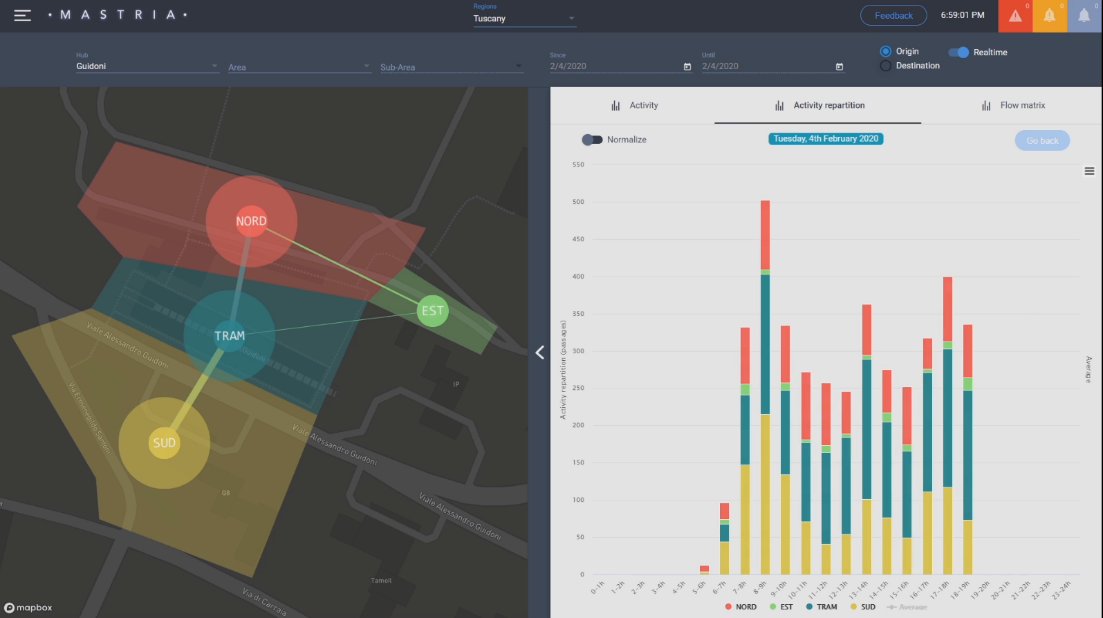 · M A S T R I A ·
Regions
Tuscany
Feedback
6:59:01 PM
0
0
0
Hub
Guidoni
Area
Sub-Area
Since
2/4/2020
Until
2/4/2020
Origin
Destination
Realtime
NORD
EST
TRAM
SUD
Viale Alessandro Guidoni
Viale Alessandro Guidoni
Viale Alessandro Guidoni
IP
G8
Tamoil
Via di Carraia
mapbox
Activity
Activity repartition
Flow matrix
Normalize
Tuesday, 4th February 2020
Go back
Activity repartition (passages)
550
500
450
400
350
300
250
200
150
100
50
0
Average
0-1h
1-2h
2-3h
3-4h
4-5h
5-6h
6-7h
7-8h
8-9h
9-10h
10-11h
11-12h
12-13h
13-14h
14-15h
15-16h
16-17h
17-18h
18-19h
19-20h
20-21h
21-22h
22-23h
23-24h
NORD
EST
TRAM
SUD
Average